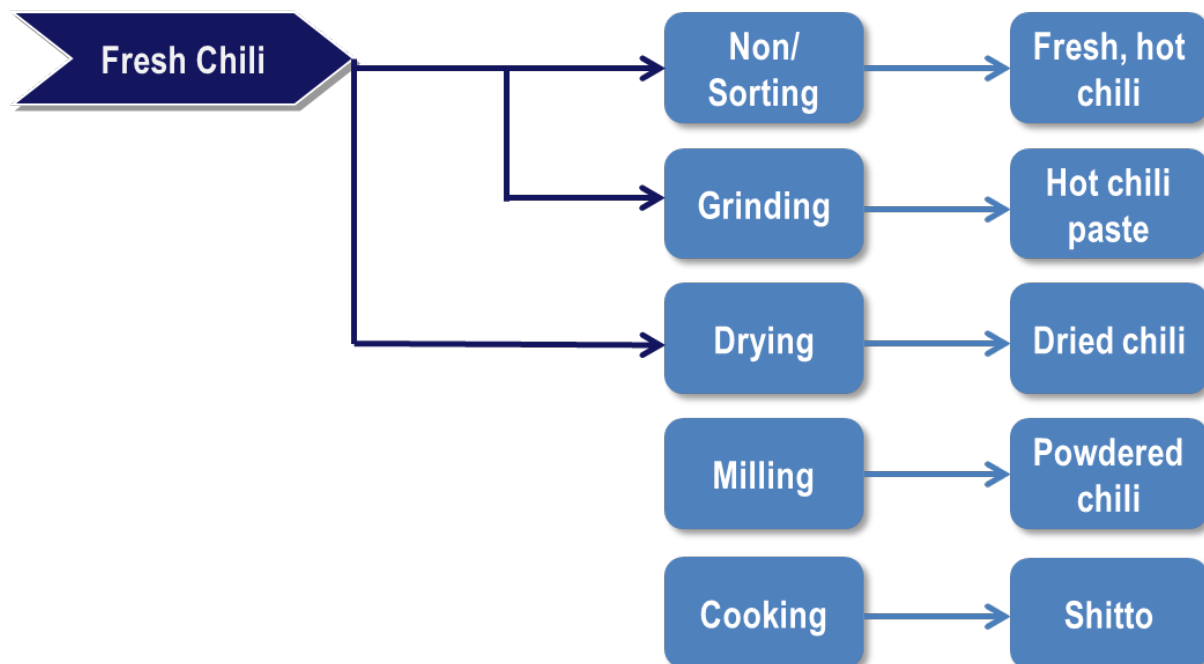 Fresh Chili
Non/
Sorting
Fresh, hot
chili
Grinding
Hot chili
paste
Drying
Dried chili
Milling
Powdered
chili
Cooking
Shitto